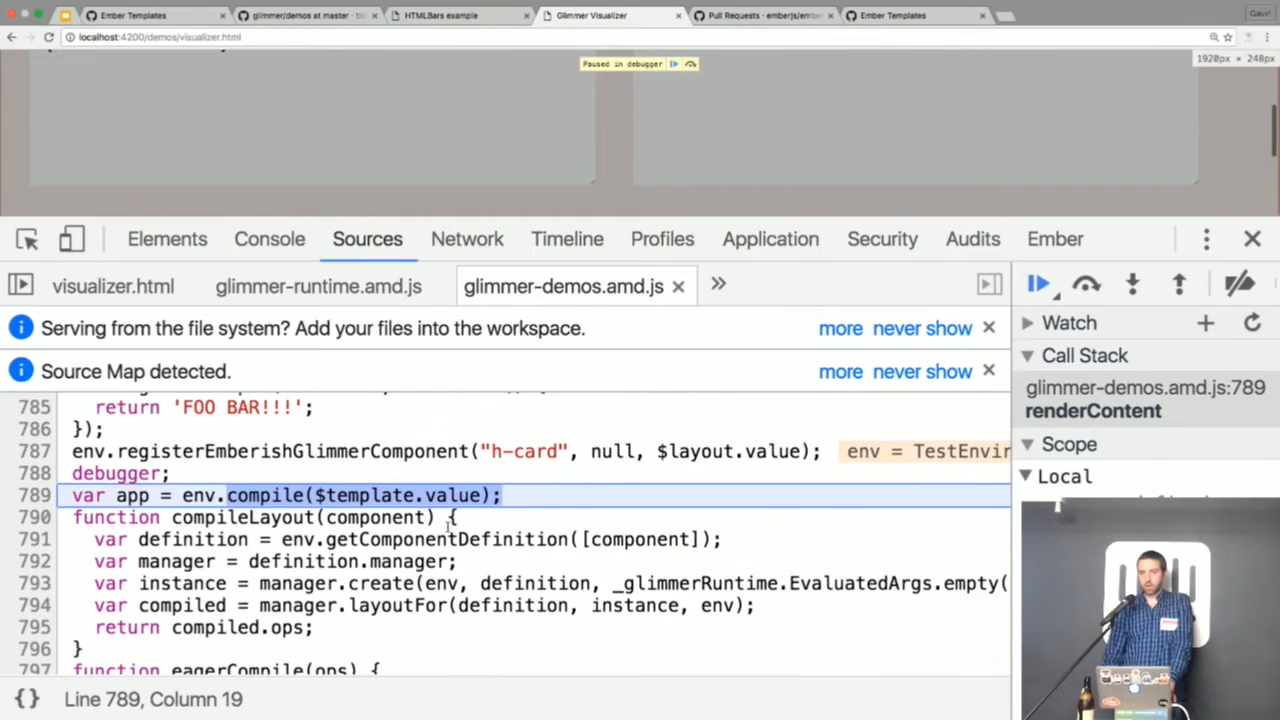 Ember Templates
glimmer/demos at master · til
HTMLBars example
Glimmer Visualizer
Pull Requests · emberjs/embe
Ember Templates
Gavin
localhost:4200/demos/visualizer.html
Paused in debugger
1920px × 248px
Elements Console Sources Network Timeline Profiles Application Security Audits Ember
visualizer.html glimmer-runtime.amd.js glimmer-demos.amd.js
Serving from the file system? Add your files into the workspace. more never show
Source Map detected. more never show
785 return 'FOO BAR!!!';
786 });
787 env.registerEmberishGlimmerComponent("h-card", null, $layout.value); env = TestEnvir
788 debugger;
789 var app = env.compile($template.value);
790 function compileLayout(component) {
791 var definition = env.getComponentDefinition([component]);
792 var manager = definition.manager;
793 var instance = manager.create(env, definition, _glimmerRuntime.EvaluatedArgs.empty(
794 var compiled = manager.layoutFor(definition, instance, env);
795 return compiled.ops;
796 }
797 function eagerCompile(ops) {
{} Line 789, Column 19
Watch
Call Stack
glimmer-demos.amd.js:789
renderContent
Scope
Local